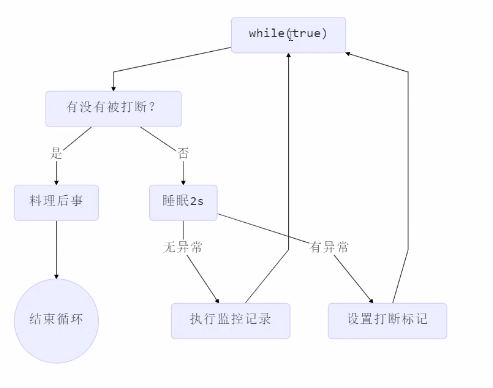 while(true)
有没有被打断?
是
否
料理后事
睡眠2s
无异常
有异常
结束循环
执行监控记录
设置打断标记